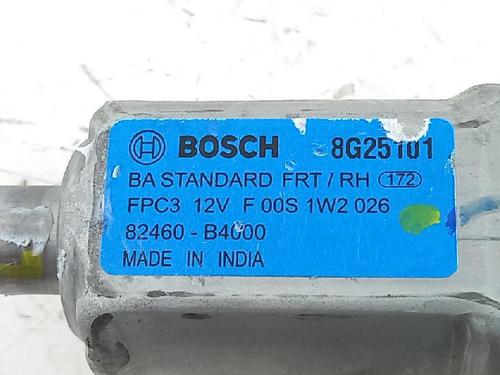 BOSCH 8G25101
BA STANDARD FRT / RH 172
FPC3 12V F 00S 1W2 026
82460 - B4000
MADE IN INDIA